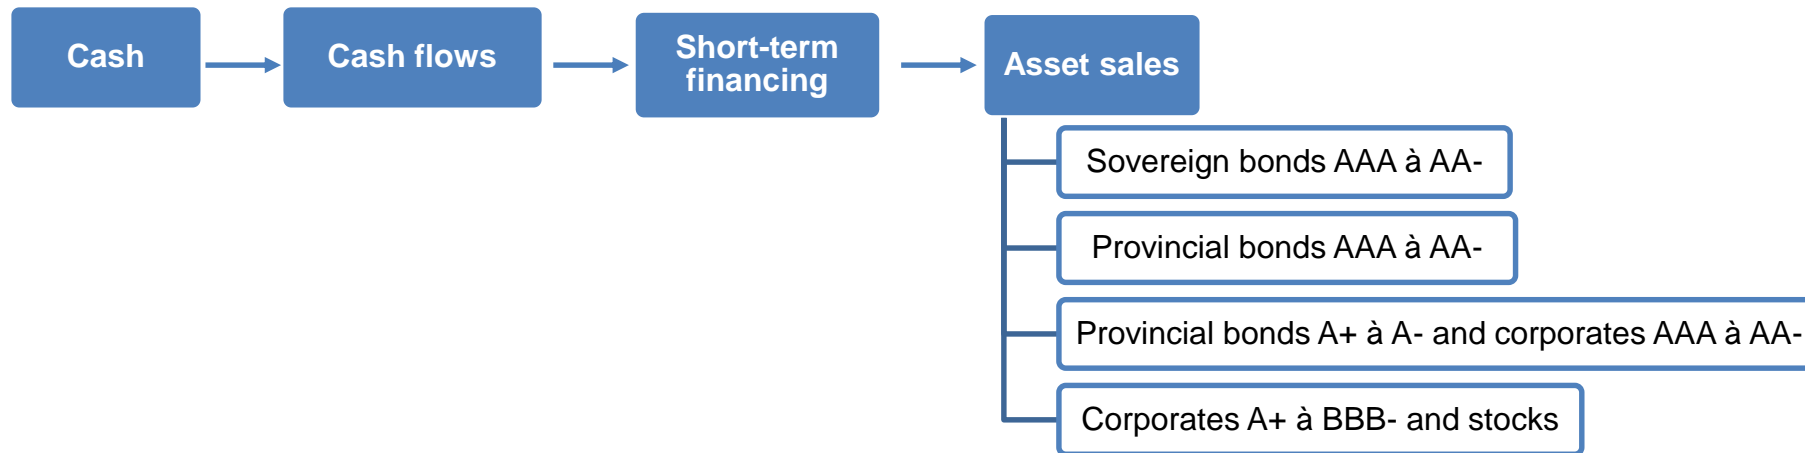 Cash
Cash flows
Short-term
financing
Asset sales
Sovereign bonds AAA à AA-
Provincial bonds AAA à AA-
Provincial bonds A+ à A- and corporates AAA à AA-
Corporates A+ à BBB- and stocks